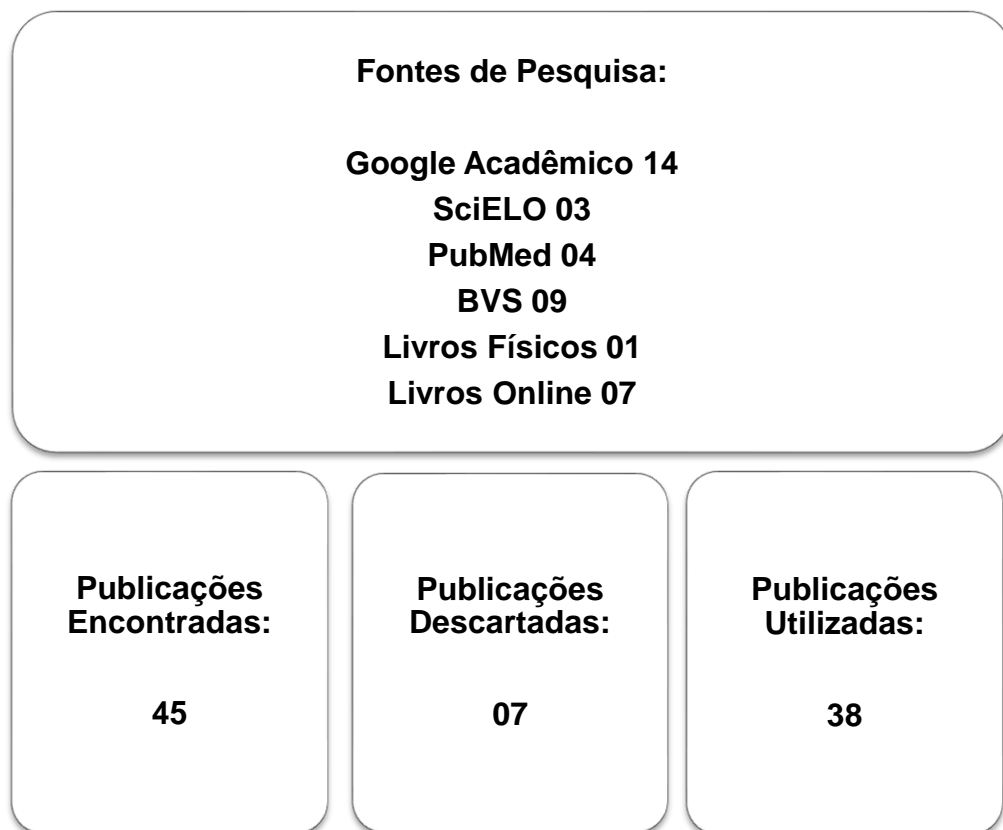 Fontes de Pesquisa:
Google Acadêmico 14
SciELO 03
PubMed 04
BVS 09
Livros Físicos 01
Livros Online 07
Publicações
Encontradas:
45
Publicações
Descartadas:
07
Publicações
Utilizadas:
38